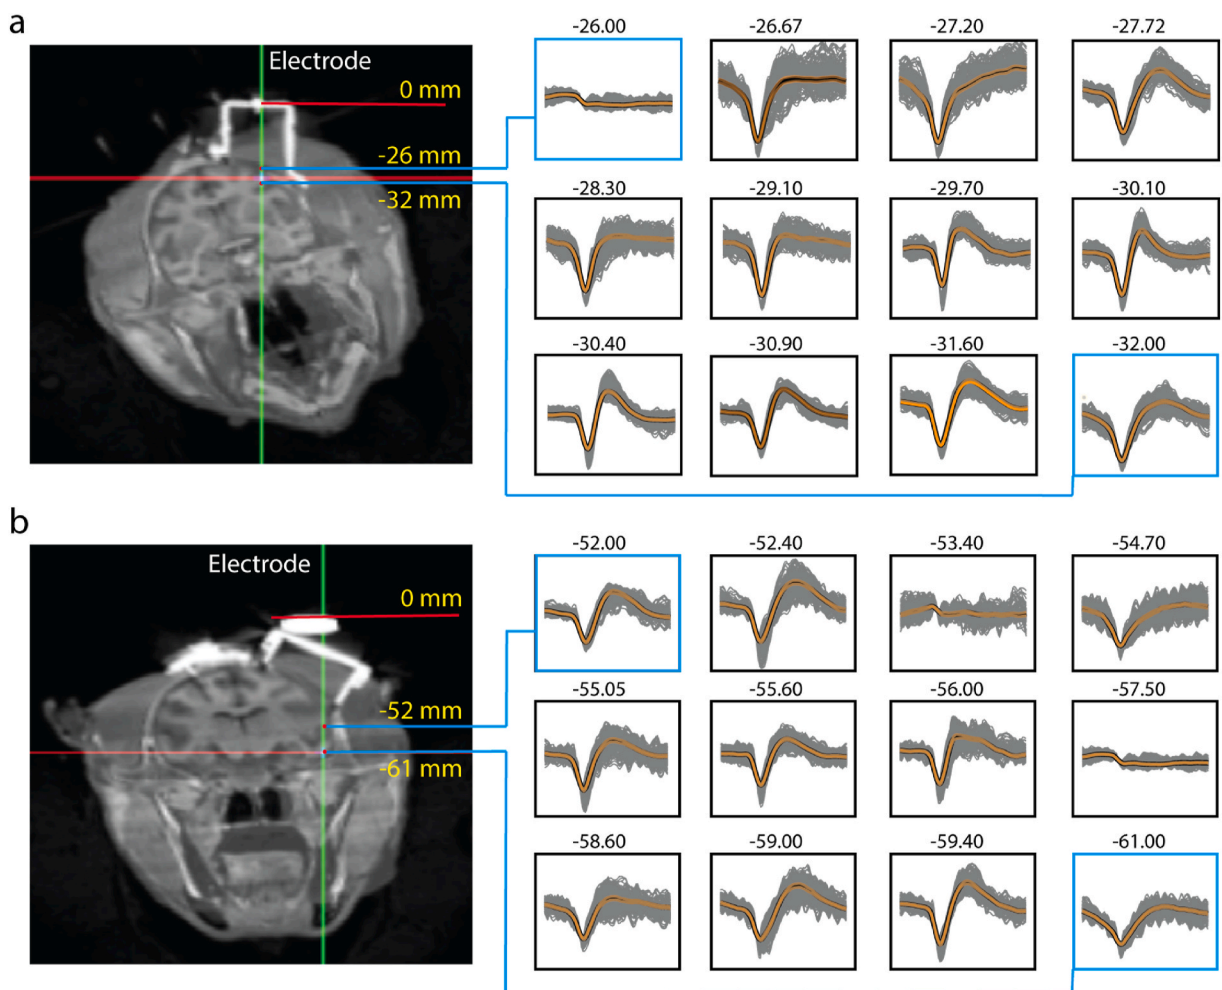 a
Electrode
0 mm
-26 mm
-32 mm
-26.00 -26.67 -27.20 -27.72
-28.30 -29.10 -29.70 -30.10
-30.40 -30.90 -31.60 -32.00
b
Electrode
0 mm
-52 mm
-61 mm
-52.00 -52.40 -53.40 -54.70
-55.05 -55.60 -56.00 -57.50
-58.60 -59.00 -59.40 -61.00